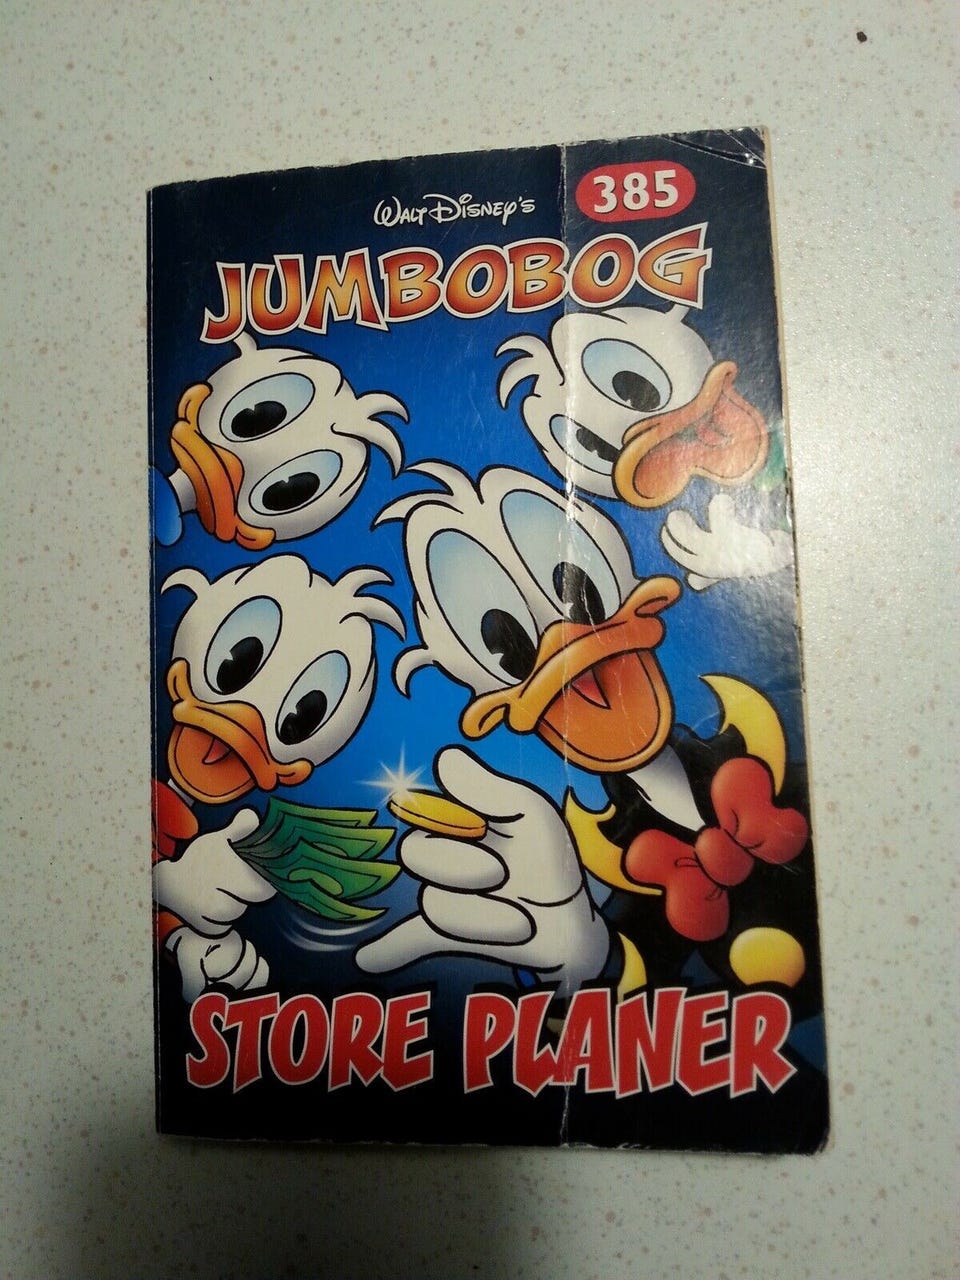 WALT DISNEY'S
385
JUMBOBOG
STORE PLANER